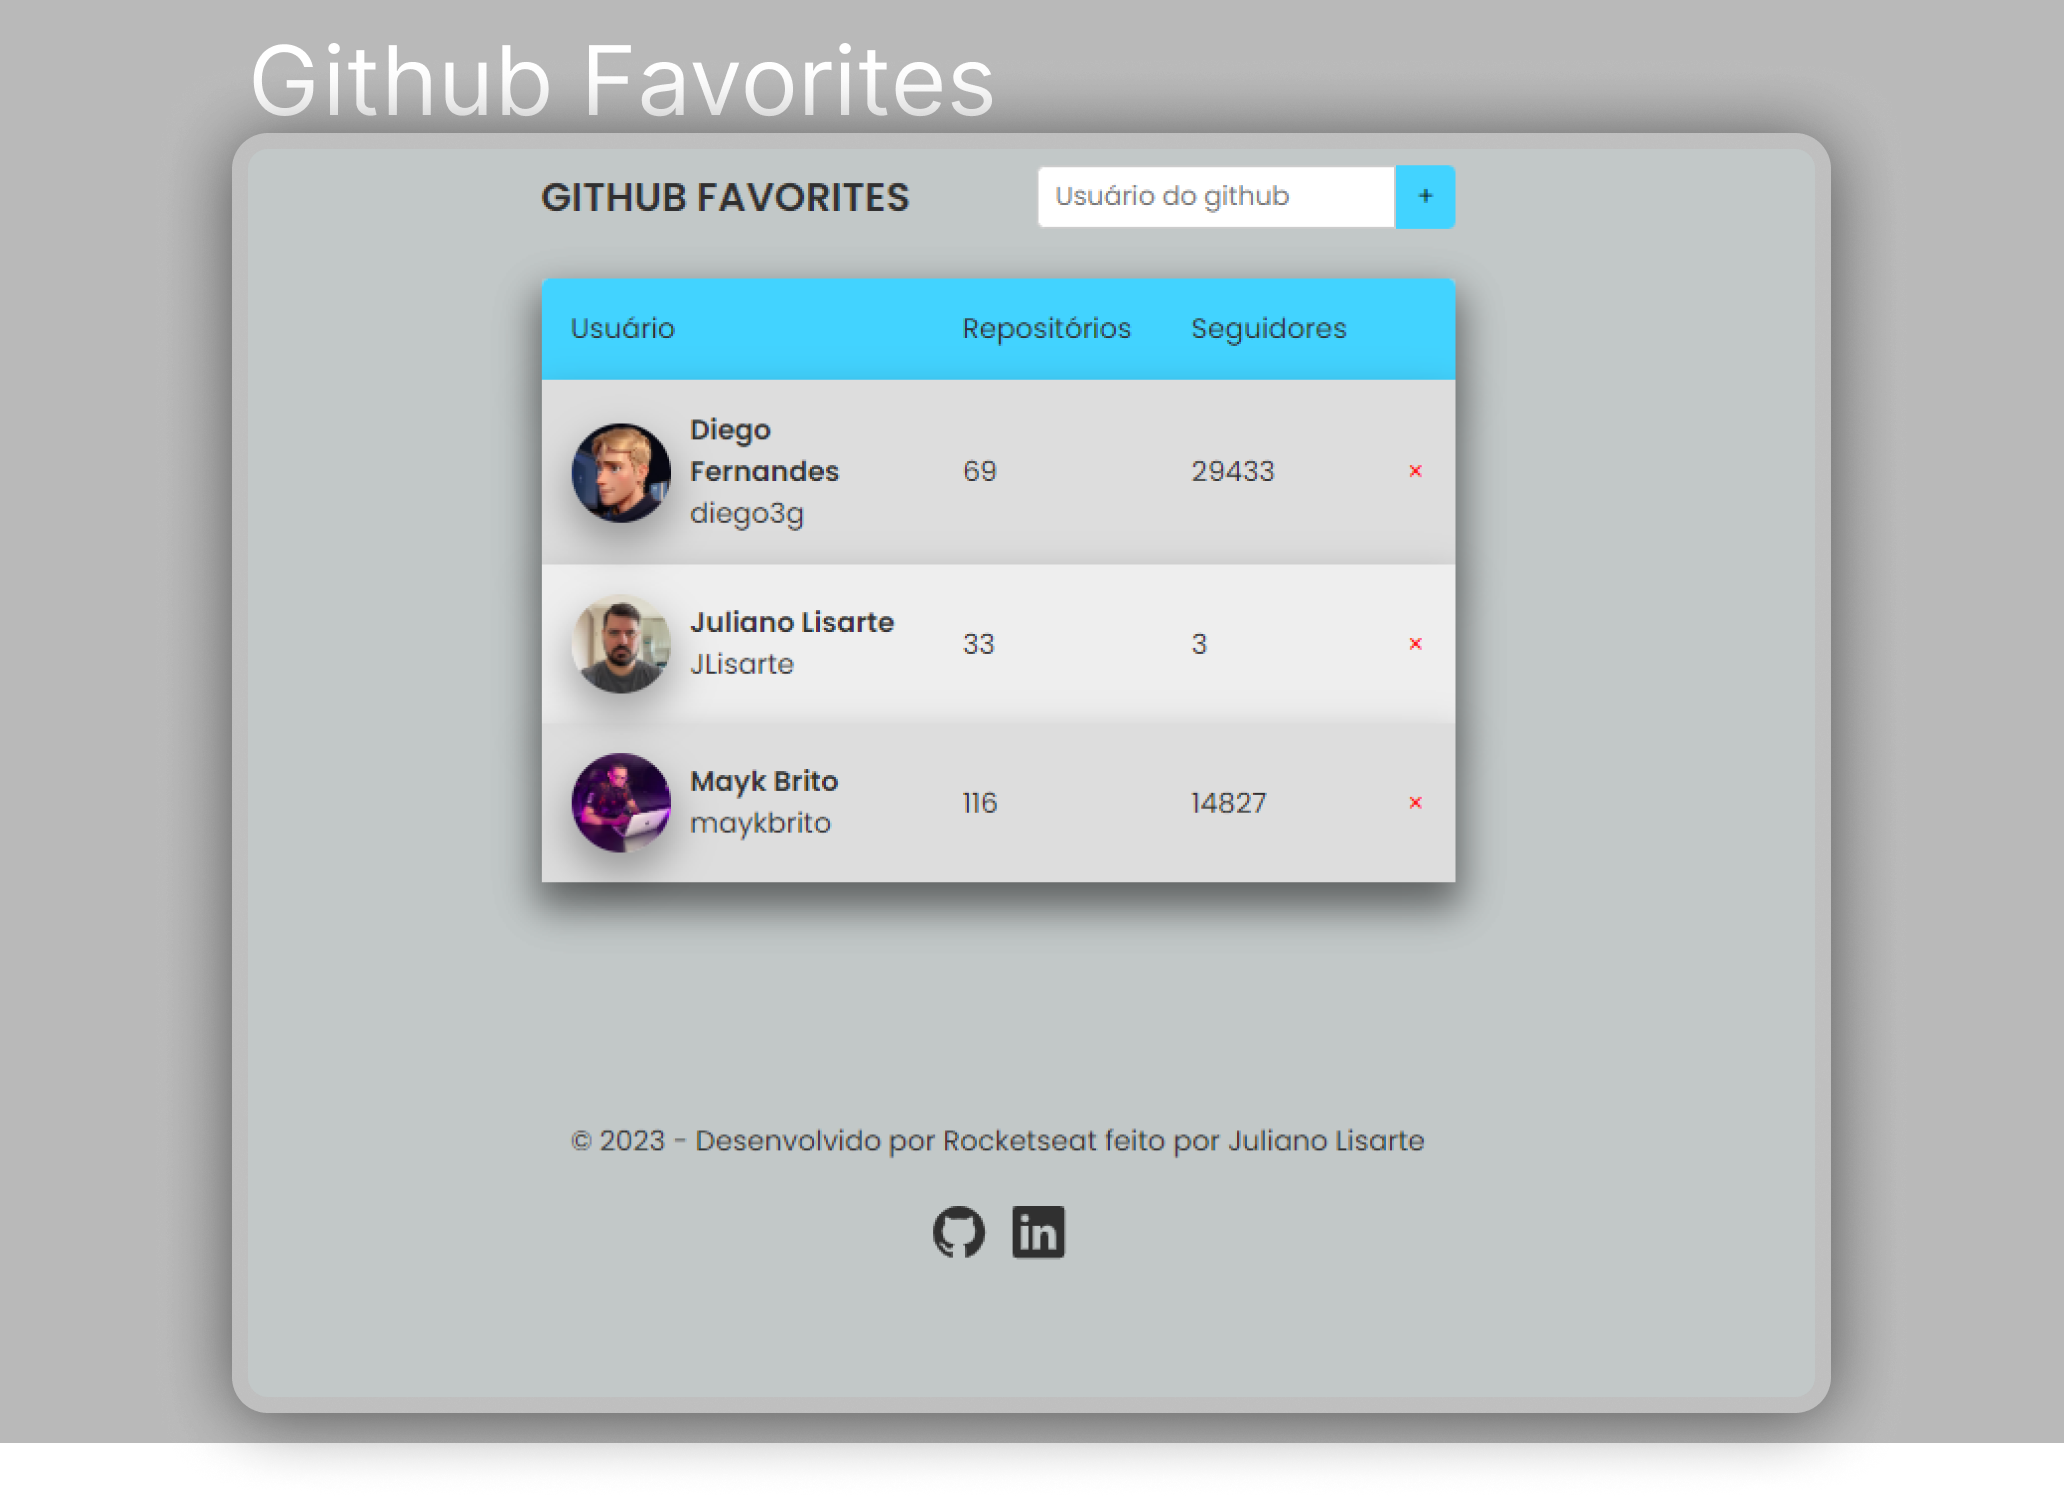 Github Favorites
GITHUB FAVORITES
Usuário do github +
Usuário Repositórios Seguidores
Diego
Fernandes
diego3g
69 29433 ×
Juliano Lisarte
JLisarte
33 3 ×
Mayk Brito
maykbrito
116 14827 ×
© 2023 - Desenvolvido por Rocketseat feito por Juliano Lisarte
in